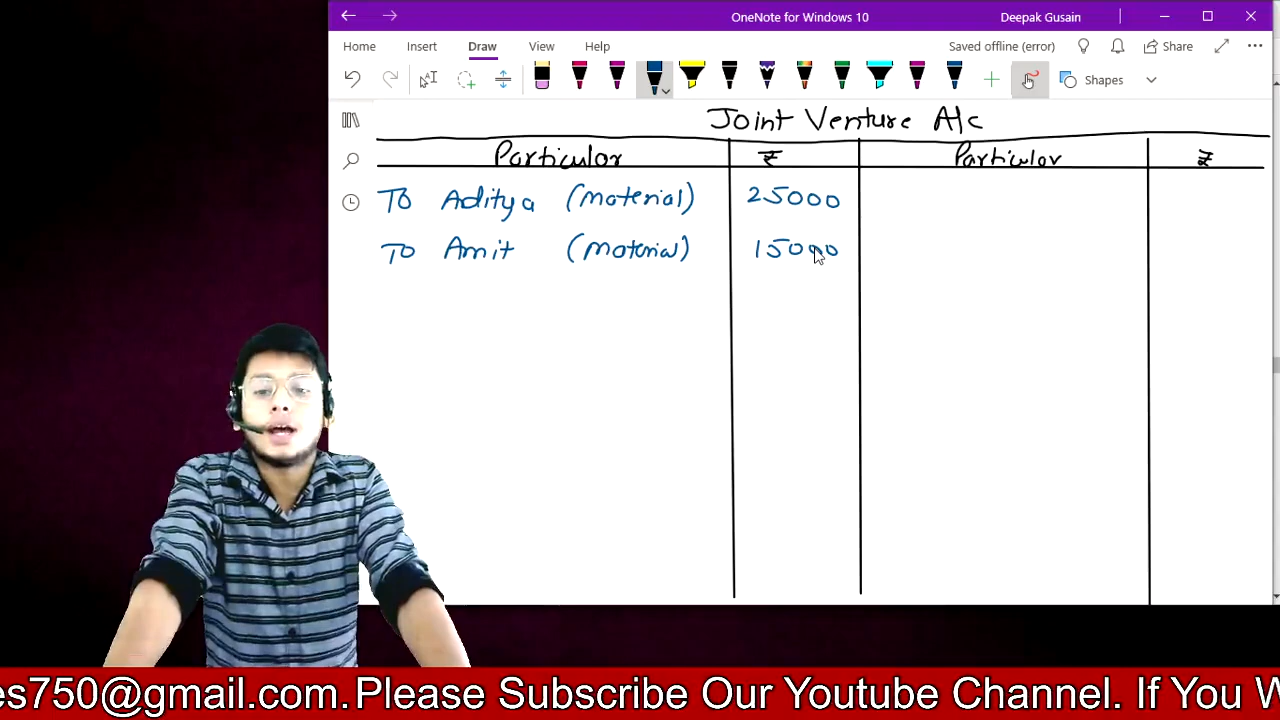 OneNote for Windows 10
Deepak Gusain
Home Insert Draw View Help
Saved offline (error)
Share
Shapes
Joint Venture A/c
Particular ₹ Particular ₹
To Aditya (Material) 25000
To Amit (Material) 15000
es750@gmail.com. Please Subscribe Our Youtube Channel. If You W